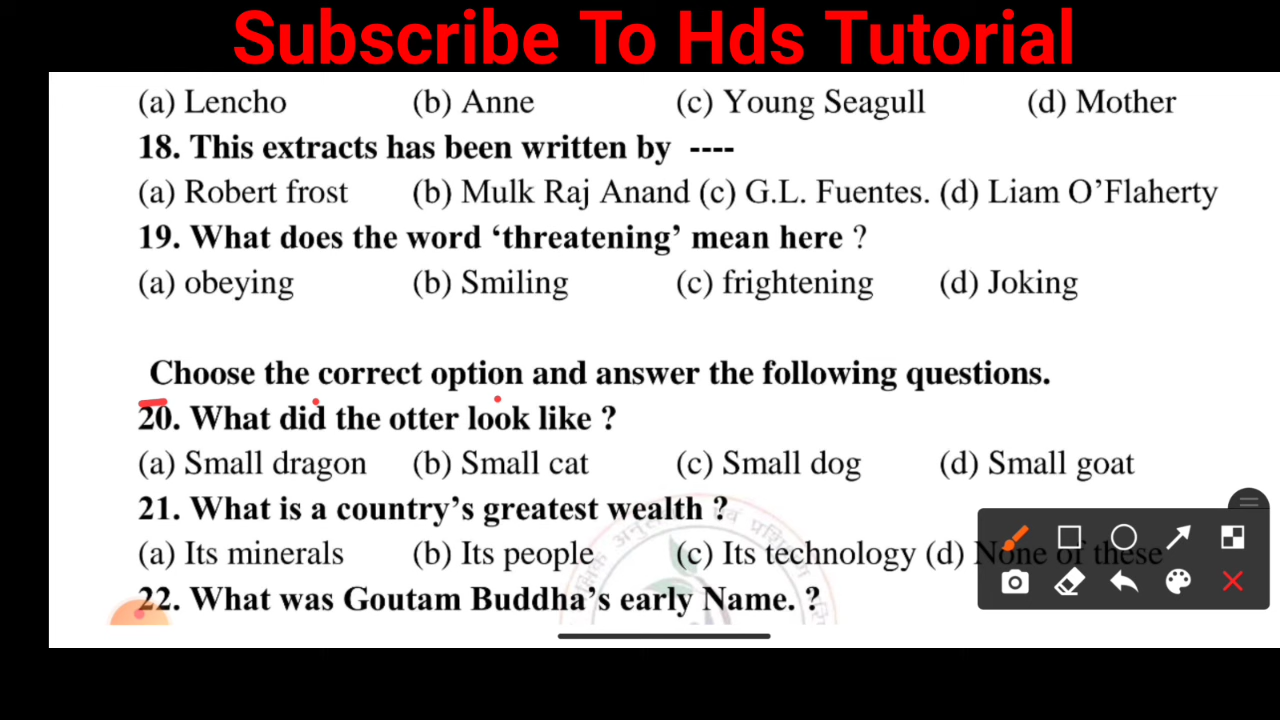 Subscribe To Hds Tutorial
(a) Lencho (b) Anne (c) Young Seagull (d) Mother
18. This extracts has been written by ----
(a) Robert frost (b) Mulk Raj Anand (c) G.L. Fuentes. (d) Liam O’Flaherty
19. What does the word ‘threatening’ mean here ?
(a) obeying (b) Smiling (c) frightening (d) Joking
Choose the correct option and answer the following questions.
20. What did the otter look like ?
(a) Small dragon (b) Small cat (c) Small dog (d) Small goat
21. What is a country’s greatest wealth ?
(a) Its minerals (b) Its people (c) Its technology (d) None of these
22. What was Goutam Buddha’s early Name. ?